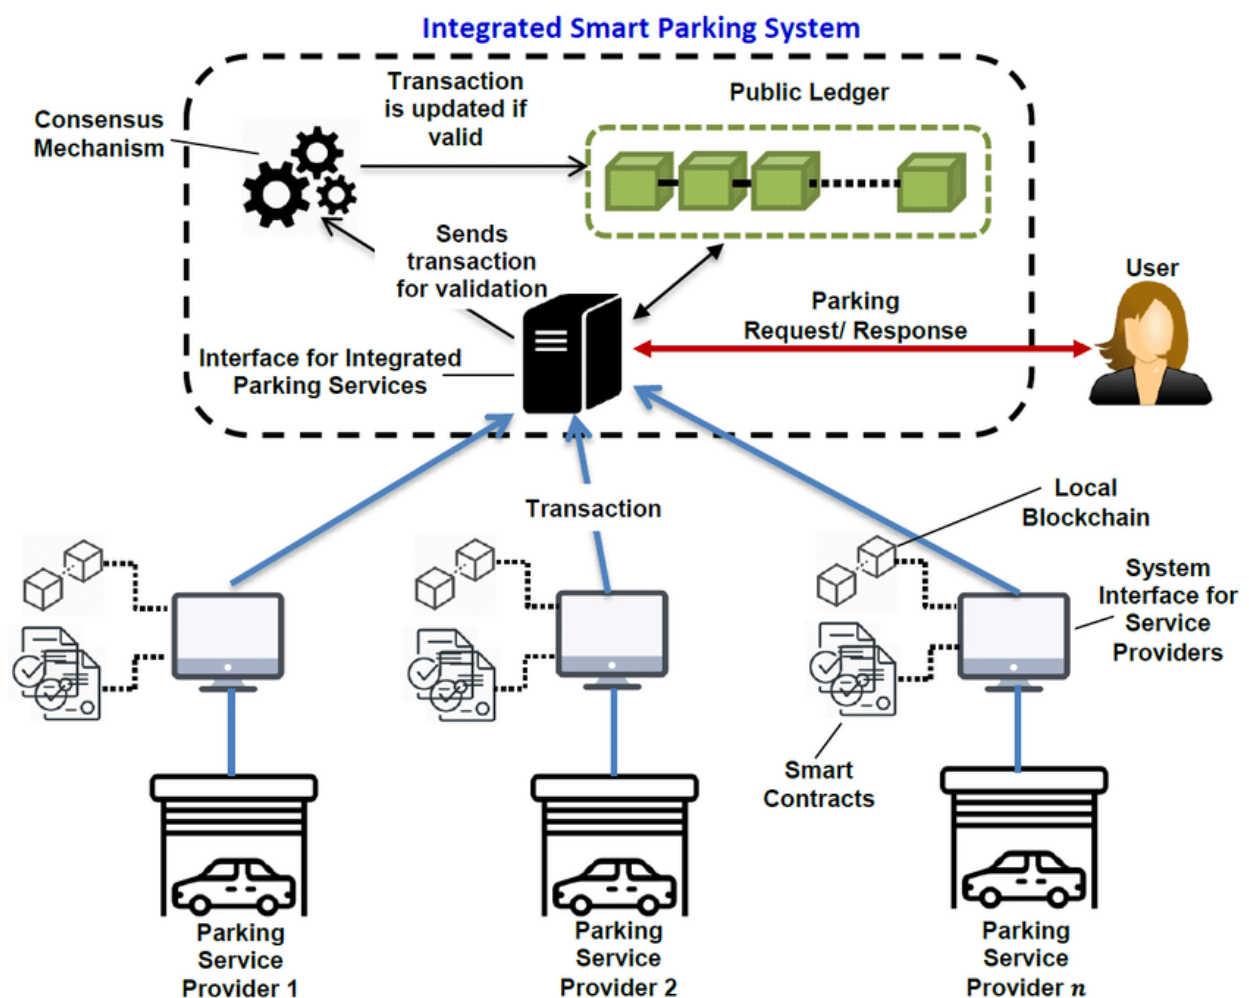 Integrated Smart Parking System
Transaction
is updated if
valid
Public Ledger
Consensus
Mechanism
Sends
transaction
for validation
User
Parking
Request/ Response
Interface for Integrated
Parking Services
Transaction
Local
Blockchain
System
Interface for
Service
Providers
Smart
Contracts
Parking
Service
Provider 1
Parking
Service
Provider 2
Parking
Service
Provider n